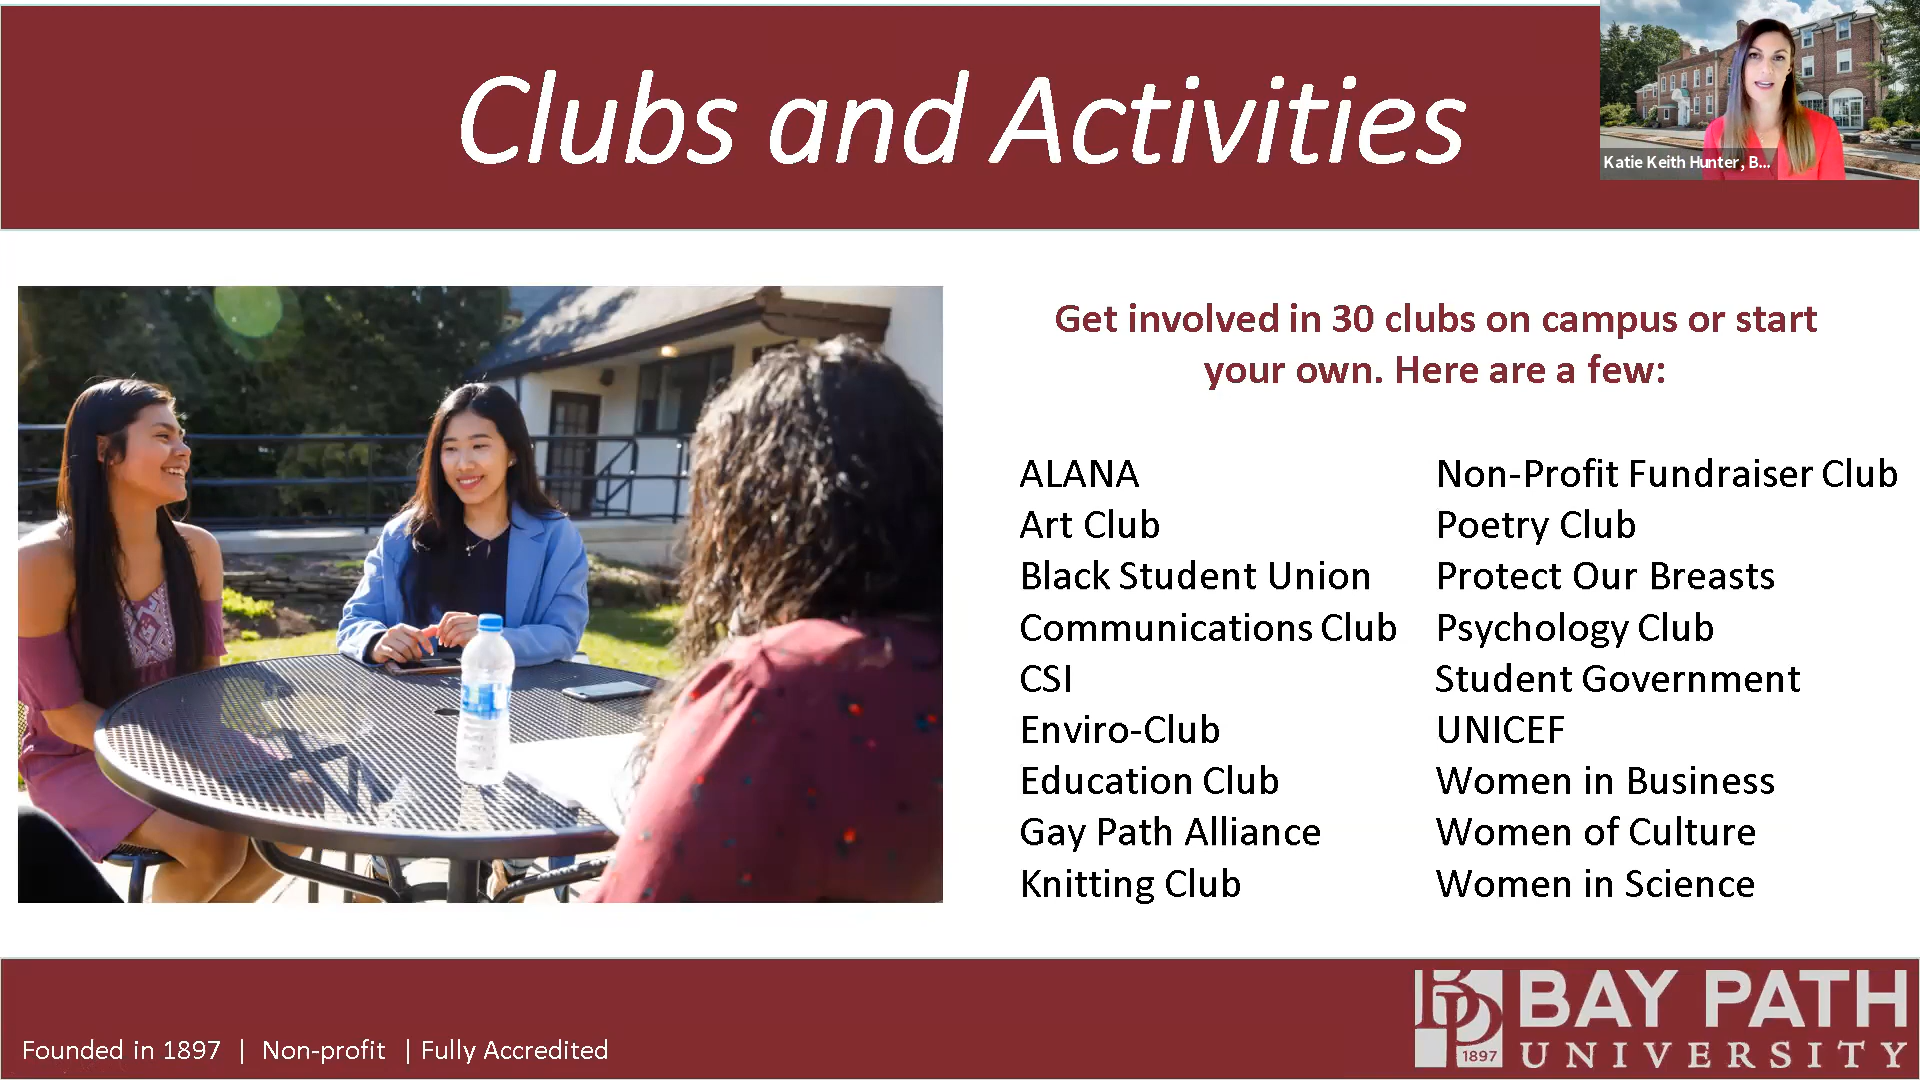 Clubs and Activities
Katie Keith Hunter, B...
Get involved in 30 clubs on campus or start
your own. Here are a few:
ALANA
Art Club
Black Student Union
Communications Club
CSI
Enviro-Club
Education Club
Gay Path Alliance
Knitting Club
Non-Profit Fundraiser Club
Poetry Club
Protect Our Breasts
Psychology Club
Student Government
UNICEF
Women in Business
Women of Culture
Women in Science
Founded in 1897 | Non-profit | Fully Accredited
BP
1897
BAY PATH
UNIVERSITY